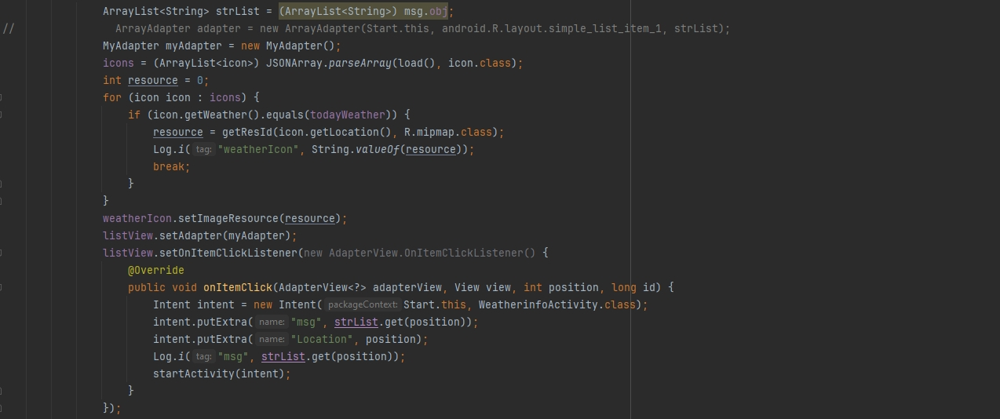 ArrayList<String> strList = (ArrayList<String>) msg.obj;
// ArrayAdapter adapter = new ArrayAdapter(Start.this, android.R.layout.simple_list_item_1, strList);
MyAdapter myAdapter = new MyAdapter();
icons = (ArrayList<icon>) JSONArray.parseArray(load(), icon.class);
int resource = 0;
for (icon icon : icons) {
if (icon.getWeather().equals(todayWeather)) {
resource = getResId(icon.getLocation(), R.mipmap.class);
Log.i( tag: "weatherIcon", String.valueOf(resource));
break;
}
}
weatherIcon.setImageResource(resource);
listView.setAdapter(myAdapter);
listView.setOnItemClickListener(new AdapterView.OnItemClickListener() {
@Override
public void onItemClick(AdapterView<?> adapterView, View view, int position, long id) {
Intent intent = new Intent( packageContext: Start.this, WeatherinfoActivity.class);
intent.putExtra( name: "msg", strList.get(position));
intent.putExtra( name: "Location", position);
Log.i( tag: "msg", strList.get(position));
startActivity(intent);
}
});